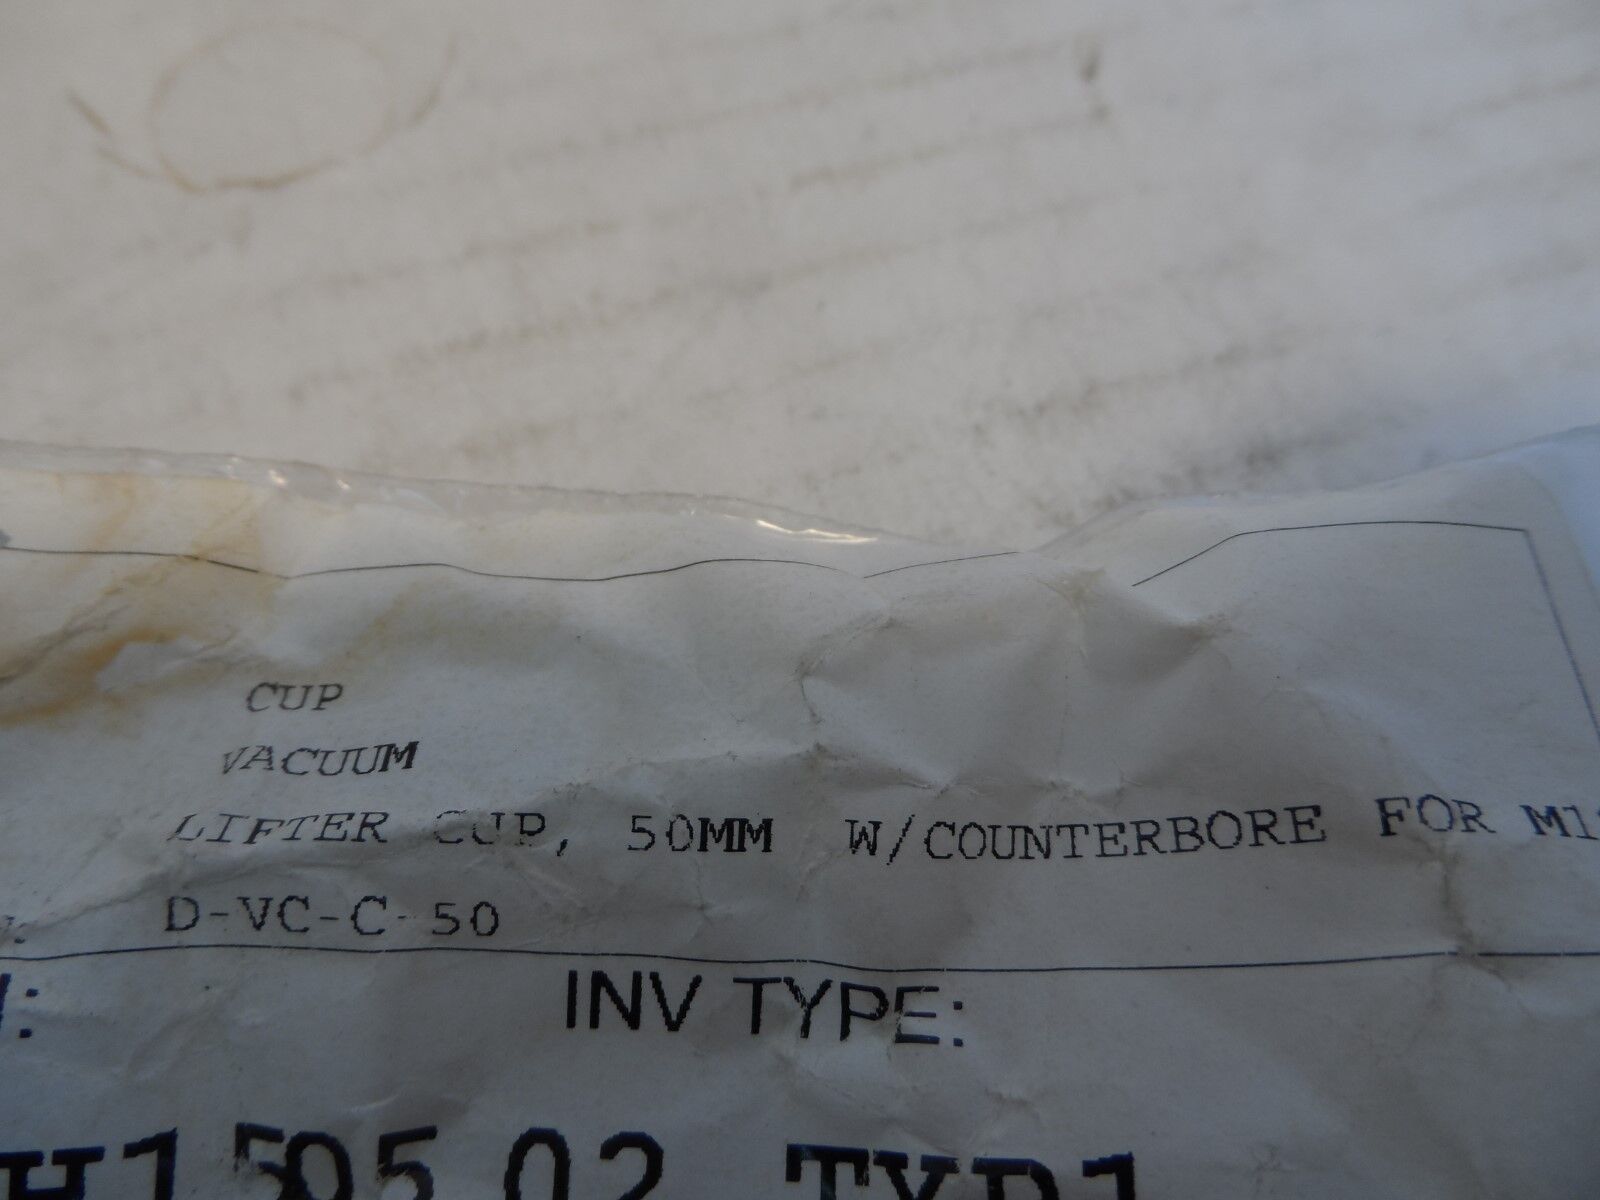 CUP
VACUUM
LIFTER CUP, 50MM W/COUNTERBORE FOR
D-VC-C-50
INV TYPE: